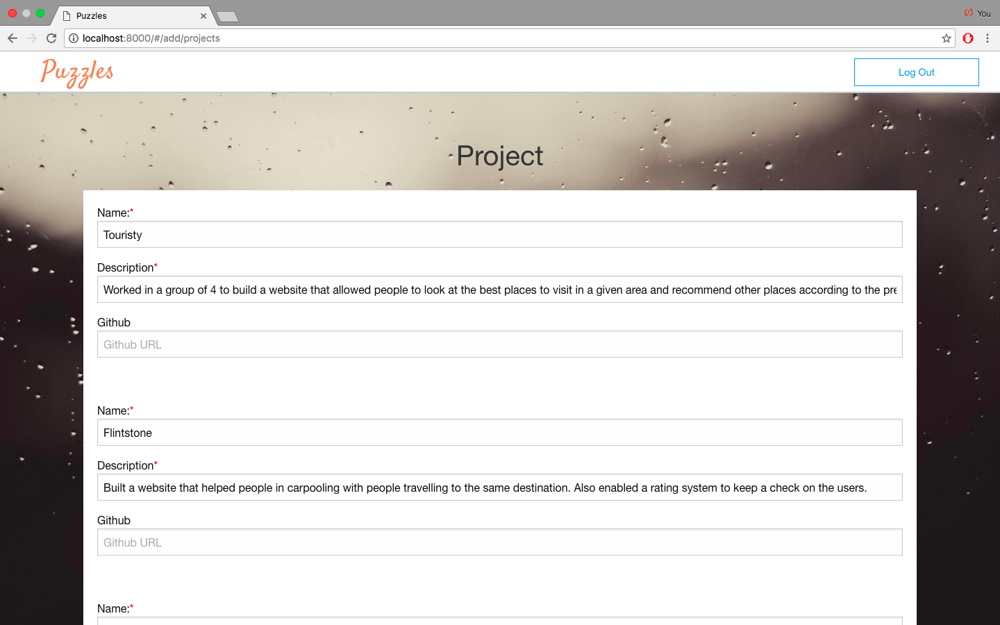 Puzzles
You
localhost:8000/#/add/projects
Puzzles
Log Out
Project
Name:*
Touristy
Description*
Worked in a group of 4 to build a website that allowed people to look at the best places to visit in a given area and recommend other places according to the pre
Github
Github URL
Name:*
Flintstone
Description*
Built a website that helped people in carpooling with people travelling to the same destination. Also enabled a rating system to keep a check on the users.
Github
Github URL
Name:*